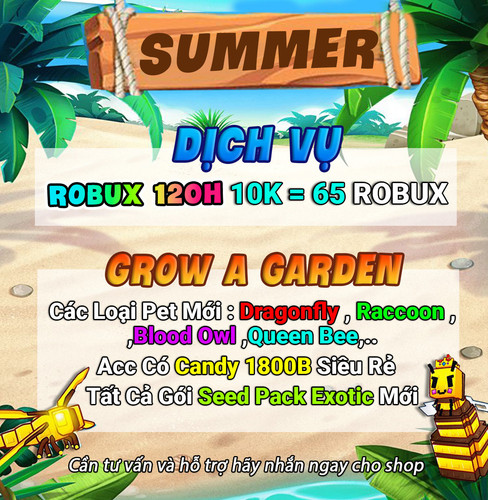 SUMMER
DỊCH VỤ
ROBUX 120H 10K = 65 ROBUX
GROW A GARDEN
Các Loại Pet Mới : Dragonfly , Raccoon ,
,Blood Owl ,Queen Bee,..
Acc Có Candy 1800B Siêu Rẻ
Tất Cả Gói Seed Pack Exotic Mới
Cần tư vấn và hỗ trợ hãy nhắn ngay cho shop